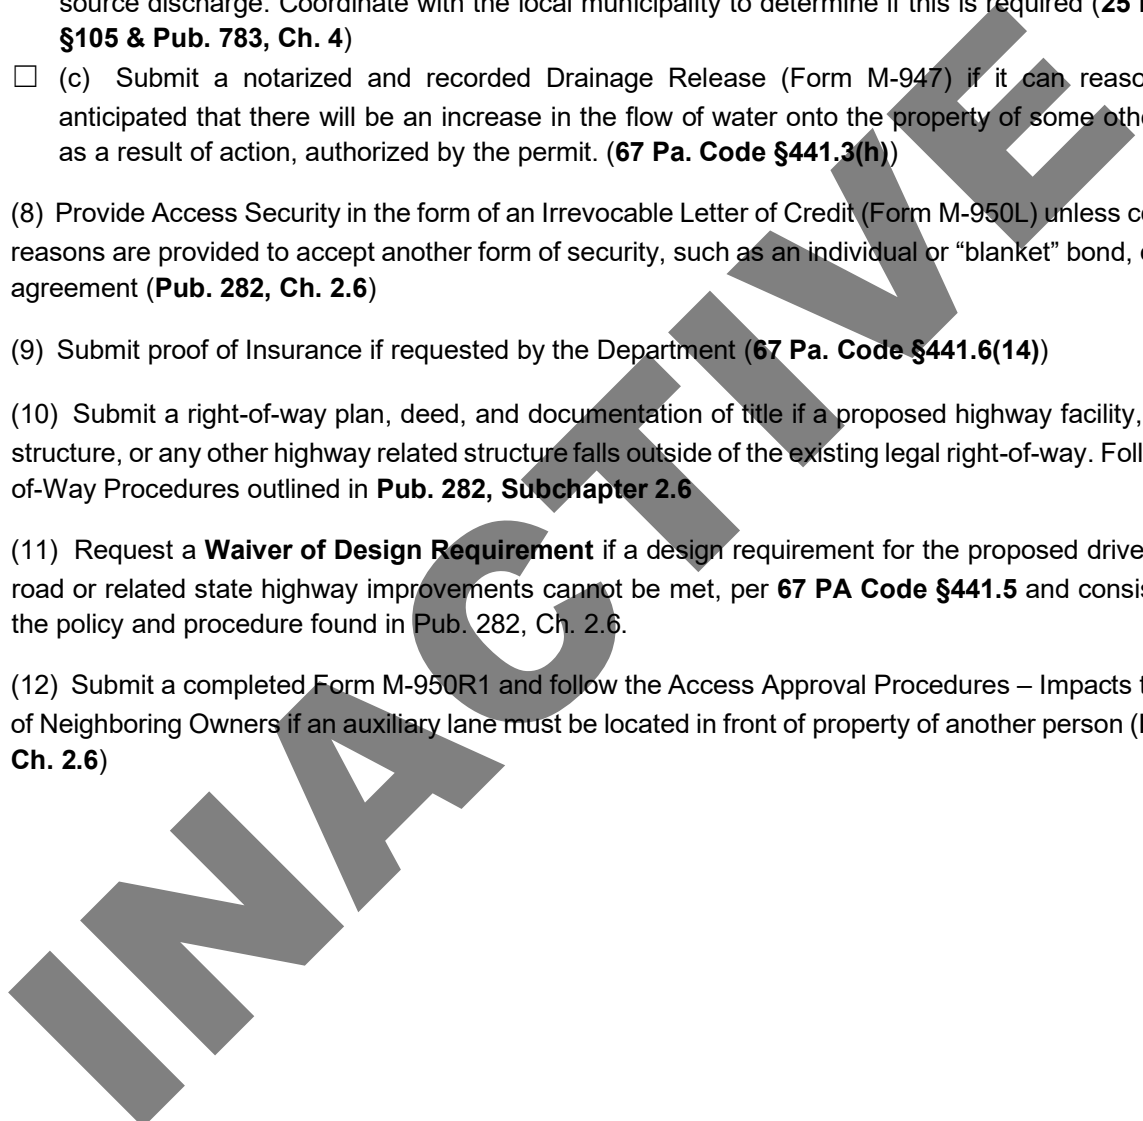 source discharge. Coordinate with the local municipality to determine if this is required (25
§105 & Pub. 783, Ch. 4)
☐ (c) Submit a notarized and recorded Drainage Release (Form M-947) if it can reaso
anticipated that there will be an increase in the flow of water onto the property of some othe
as a result of action, authorized by the permit. (67 Pa. Code §441.3(h))
(8) Provide Access Security in the form of an Irrevocable Letter of Credit (Form M-950L) unless c
reasons are provided to accept another form of security, such as an individual or “blanket” bond,
agreement (Pub. 282, Ch. 2.6)
(9) Submit proof of Insurance if requested by the Department (67 Pa. Code §441.6(14))
(10) Submit a right-of-way plan, deed, and documentation of title if a proposed highway facility,
structure, or any other highway related structure falls outside of the existing legal right-of-way. Foll
of-Way Procedures outlined in Pub. 282, Subchapter 2.6
(11) Request a Waiver of Design Requirement if a design requirement for the proposed drive
road or related state highway improvements cannot be met, per 67 PA Code §441.5 and consis
the policy and procedure found in Pub. 282, Ch. 2.6.
(12) Submit a completed Form M-950R1 and follow the Access Approval Procedures – Impacts t
of Neighboring Owners if an auxiliary lane must be located in front of property of another person (
Ch. 2.6)
INACTIVE